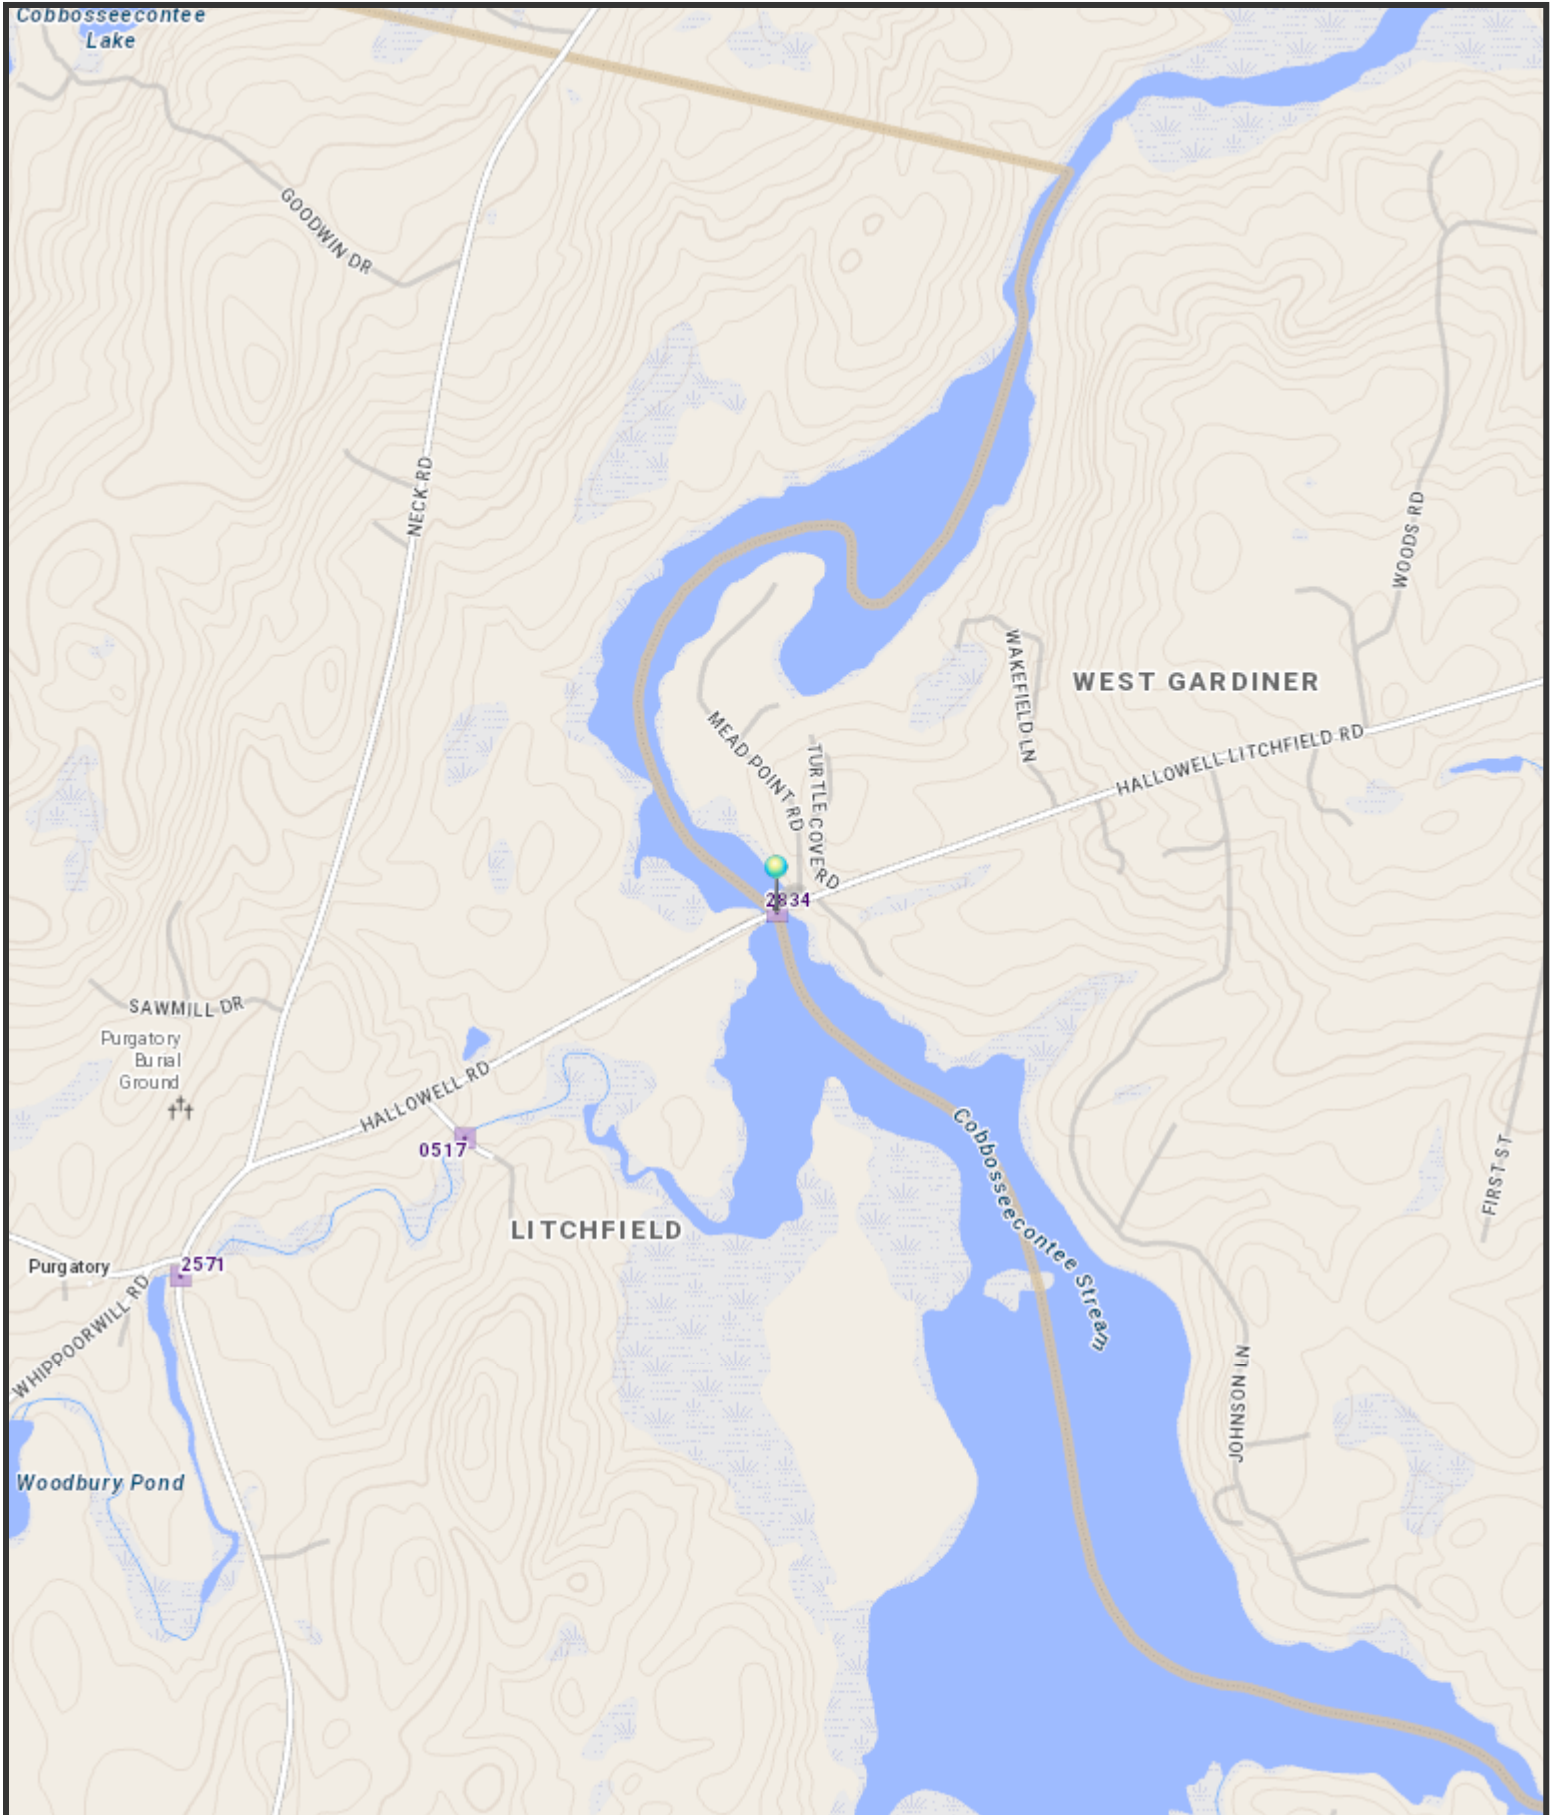 Cobbosseecontee
Lake
GOODWIN DR
NECK RD
WOODS RD
WAKEFIELD LN
WEST GARDINER
MEAD POINT RD
TURTLE COVE RD
HALLOWELL LITCHFIELD RD
2834
SAWMILL DR
Purgatory
Burial
Ground
HALLOWELL RD
0517
Cobbosseecontee Stream
FIRST ST
LITCHFIELD
Purgatory
2571
WHIPPOORWILL RD
JOHNSON LN
Woodbury Pond